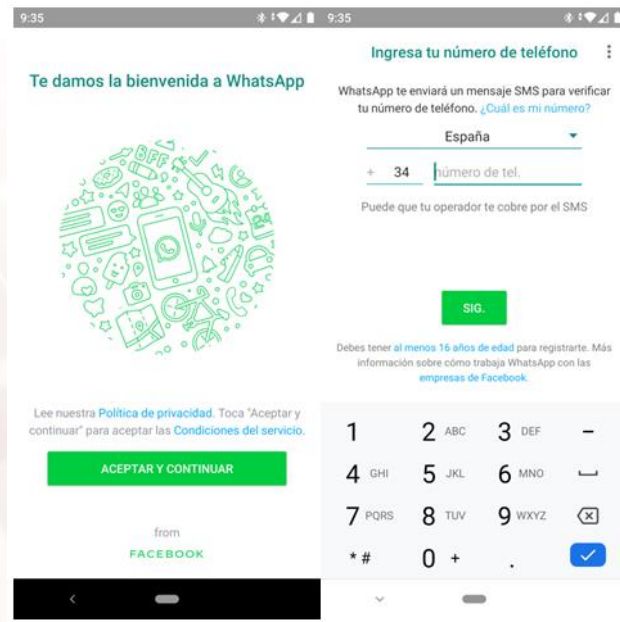 9:35
Te damos la bienvenida a WhatsApp
BFF
24
Lee nuestra Política de privacidad. Toca "Aceptar y
continuar" para aceptar las Condiciones del servicio.
ACEPTAR Y CONTINUAR
from
FACEBOOK
9:35
Ingresa tu número de teléfono
WhatsApp te enviará un mensaje SMS para verificar
tu número de teléfono. ¿Cuál es mi número?
España
+ 34 número de tel.
Puede que tu operador te cobre por el SMS
SIG.
Debes tener al menos 16 años de edad para registrarte. Más
información sobre cómo trabaja WhatsApp con las
empresas de Facebook.
1 2 ABC 3 DEF –
4 GHI 5 JKL 6 MNO
7 PQRS 8 TUV 9 WXYZ
* # 0 + .